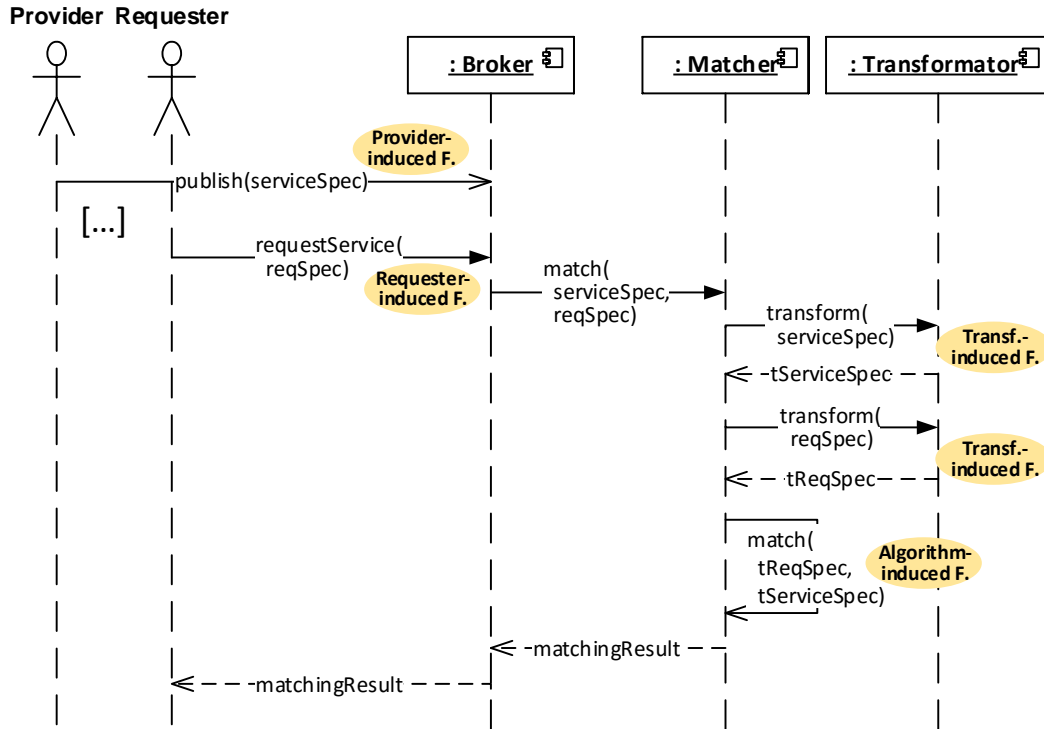 Provider Requester
: Broker
: Matcher
: Transformator
Provider-
induced F.
publish(serviceSpec)
[...]
requestService(
reqSpec)
Requester-
induced F.
match(
serviceSpec,
reqSpec)
transform(
serviceSpec)
Transf.-
induced F.
tServiceSpec
transform(
reqSpec)
Transf.-
induced F.
tReqSpec
match(
tReqSpec,
tServiceSpec)
Algorithm-
induced F.
matchingResult
matchingResult